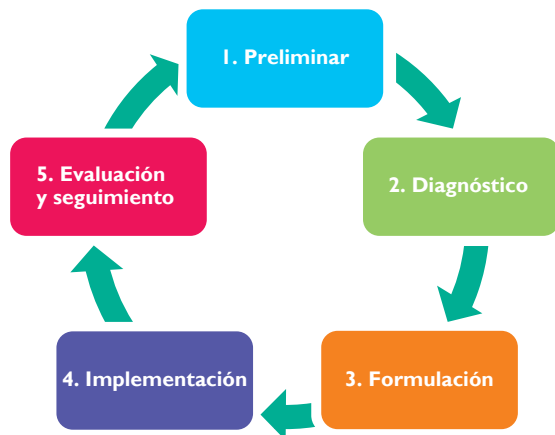 1. Preliminar
2. Diagnóstico
3. Formulación
4. Implementación
5. Evaluación
y seguimiento